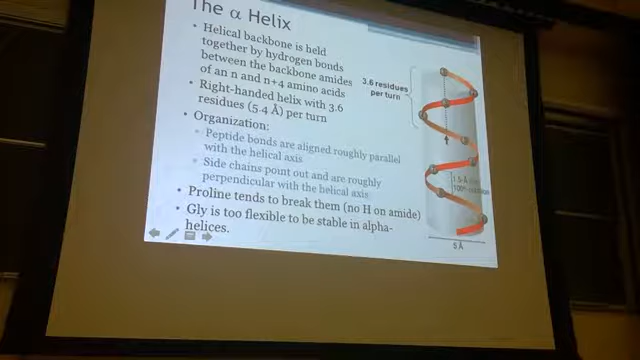 The α Helix
• Helical backbone is held
together by hydrogen bonds
between the backbone amides
of an n and n+4 amino acids
• Right-handed helix with 3.6
residues (5.4 Å) per turn
• Organization:
• Peptide bonds are aligned roughly parallel
with the helical axis
• Side chains point out and are roughly
perpendicular with the helical axis
• Proline tends to break them (no H on amide)
• Gly is too flexible to be stable in alpha-
helices.
3.6 residues
per turn
1.5-Å
100°
5 Å